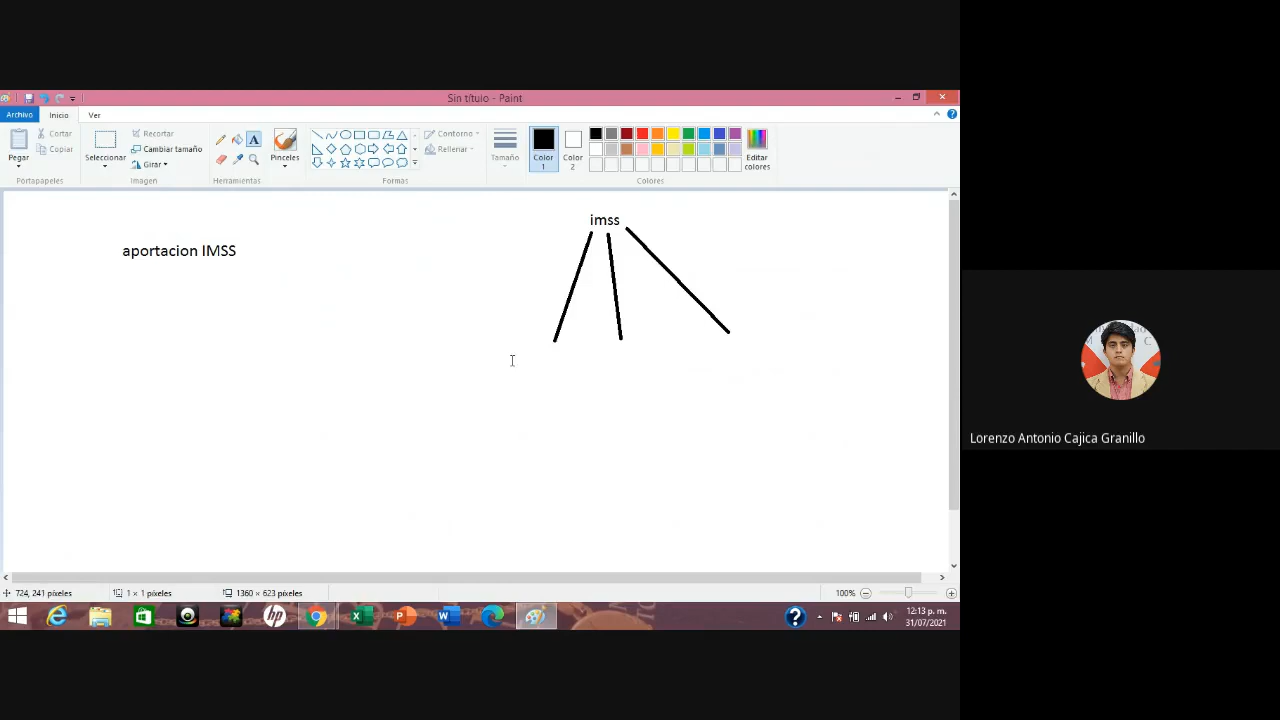 Sin título - Paint
Archivo Inicio Ver
Pegar
Cortar
Copiar
Portapapeles
Seleccionar
Recortar
Cambiar tamaño
Girar
Imagen
Herramientas
Pinceles
Contorno
Rellenar
Formas
Tamaño
Color 1
Color 2
Editar colores
Colores
imss
aportacion IMSS
724, 241 píxeles
1 × 1 píxeles
1360 × 623 píxeles
100%
12:13 p. m.
31/07/2021
Lorenzo Antonio Cajica Granillo